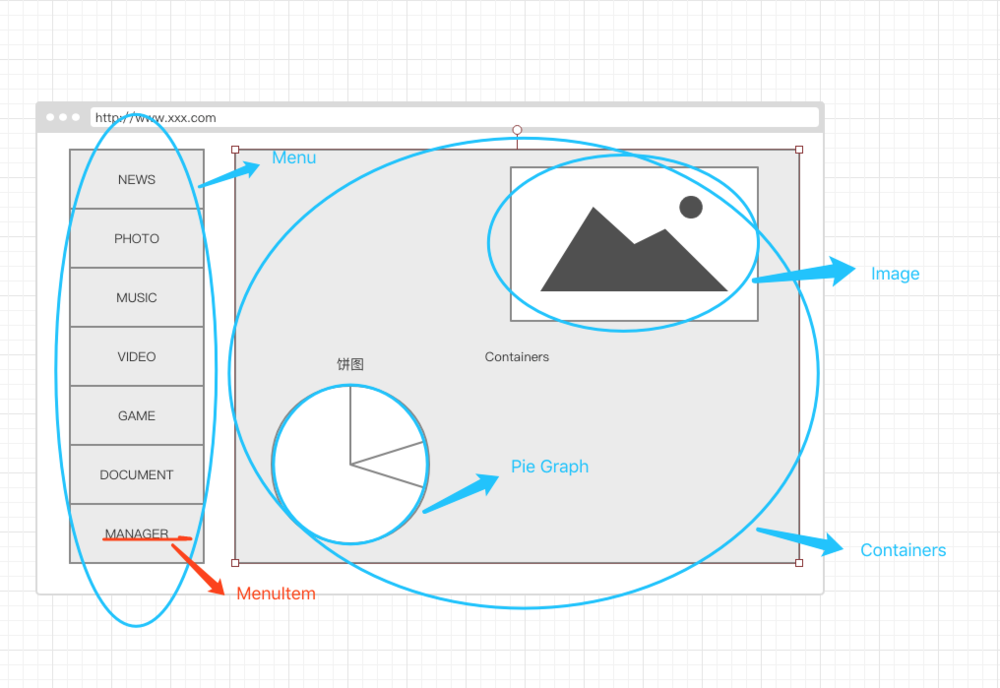 http://www.xxx.com
Menu
NEWS
PHOTO
MUSIC
VIDEO
GAME
DOCUMENT
MANAGER
MenuItem
Image
Containers
饼图
Pie Graph
Containers